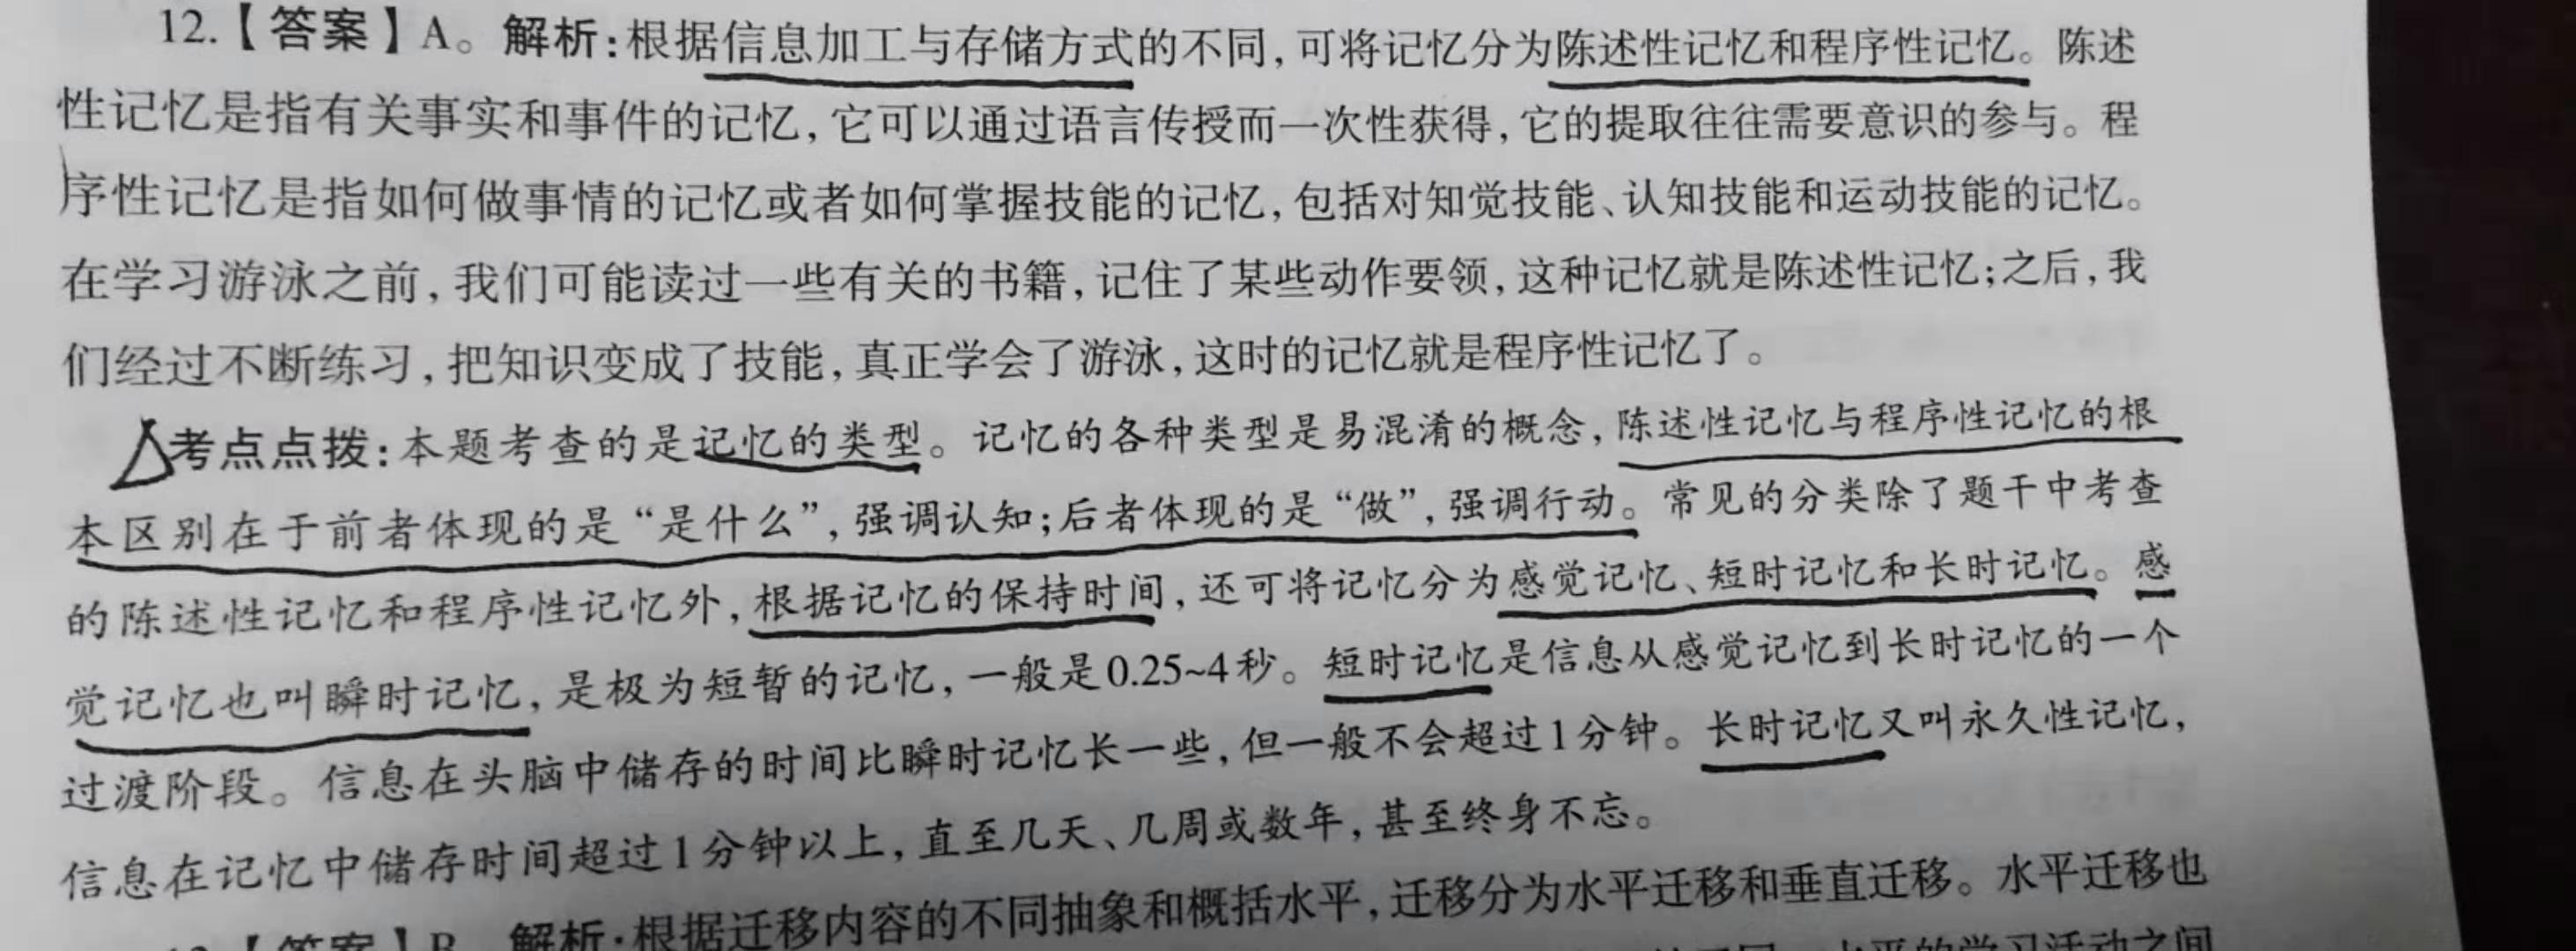 12.【答案】A。解析:根据信息加工与存储方式的不同,可将记忆分为陈述性记忆和程序性记忆。陈述
性记忆是指有关事实和事件的记忆,它可以通过语言传授而一次性获得,它的提取往往需要意识的参与。程
序性记忆是指如何做事情的记忆或者如何掌握技能的记忆,包括对知觉技能、认知技能和运动技能的记忆。
在学习游泳之前,我们可能读过一些有关的书籍,记住了某些动作要领,这种记忆就是陈述性记忆;之后,我
们经过不断练习,把知识变成了技能,真正学会了游泳,这时的记忆就是程序性记忆了。
考点点拨:本题考查的是记忆的类型。记忆的各种类型是易混淆的概念,陈述性记忆与程序性记忆的根
本区别在于前者体现的是“是什么”,强调认知;后者体现的是“做”,强调行动。常见的分类除了题干中考查
的陈述性记忆和程序性记忆外,根据记忆的保持时间,还可将记忆分为感觉记忆、短时记忆和长时记忆。感
觉记忆也叫瞬时记忆,是极为短暂的记忆,一般是0.25~4秒。短时记忆是信息从感觉记忆到长时记忆的一个
过渡阶段。信息在头脑中储存的时间比瞬时记忆长一些,但一般不会超过1分钟。长时记忆又叫永久性记忆,
信息在记忆中储存时间超过1分钟以上,直至几天、几周或数年,甚至终身不忘。
【答案】B 解析:根据迁移内容的不同抽象和概括水平,迁移分为水平迁移和垂直迁移。水平迁移也
的学习活动之间